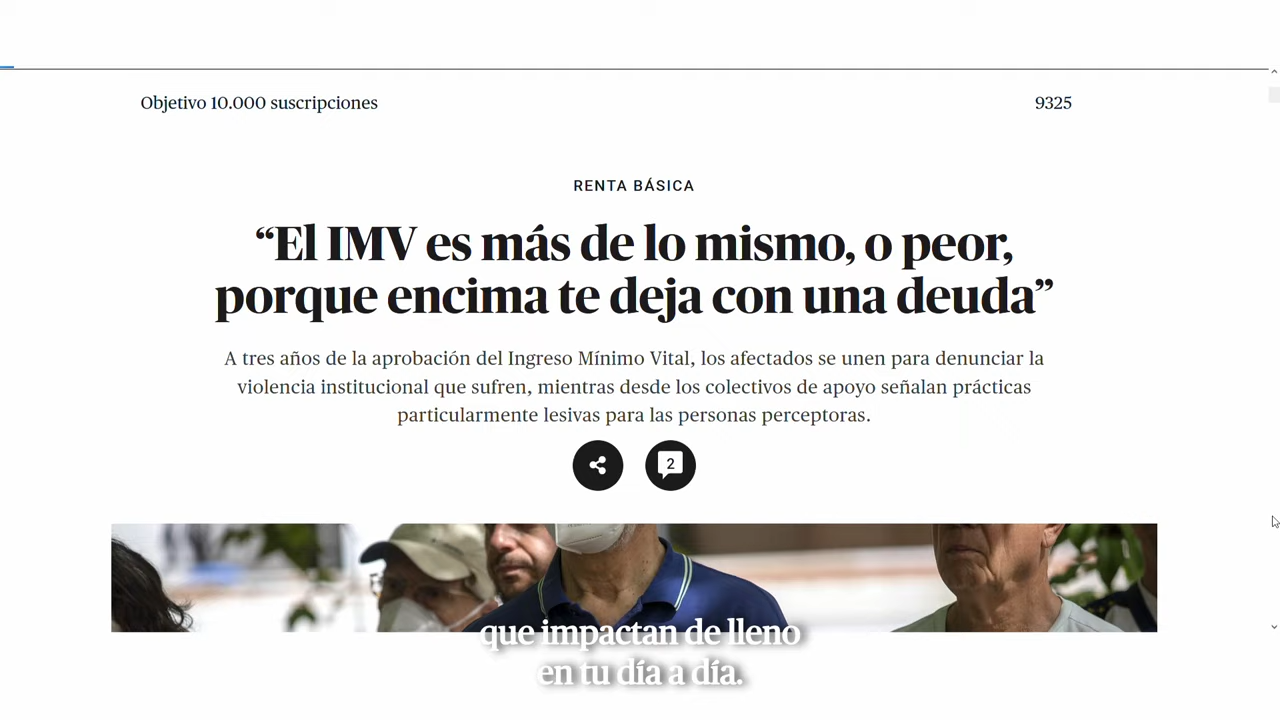 Objetivo 10.000 suscripciones
9325
RENTA BÁSICA
“El IMV es más de lo mismo, o peor,
porque encima te deja con una deuda”
A tres años de la aprobación del Ingreso Mínimo Vital, los afectados se unen para denunciar la
violencia institucional que sufren, mientras desde los colectivos de apoyo señalan prácticas
particularmente lesivas para las personas perceptoras.
2
que impactan de lleno
en tu día a día.